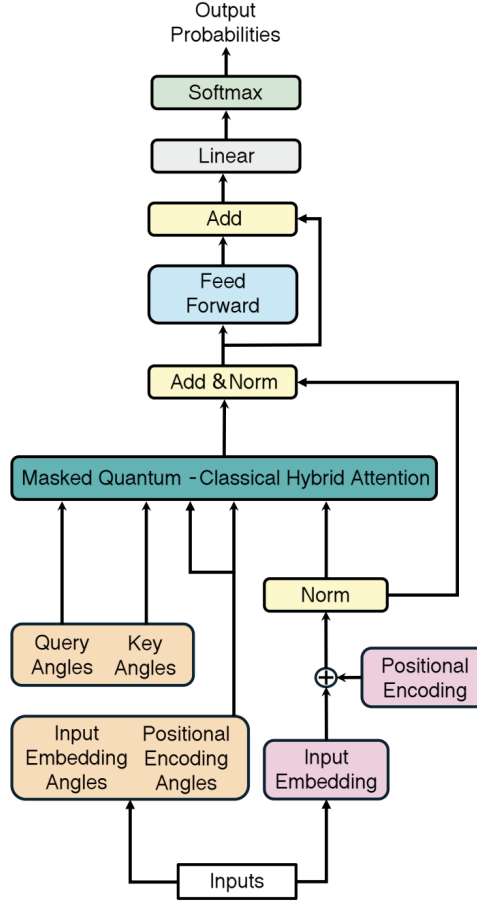 Output
Probabilities
Softmax
Linear
Add
Feed
Forward
Add & Norm
Masked Quantum - Classical Hybrid Attention
Norm
Query
Angles
Key
Angles
Positional
Encoding
Input
Embedding
Angles
Positional
Encoding
Angles
Input
Embedding
Inputs